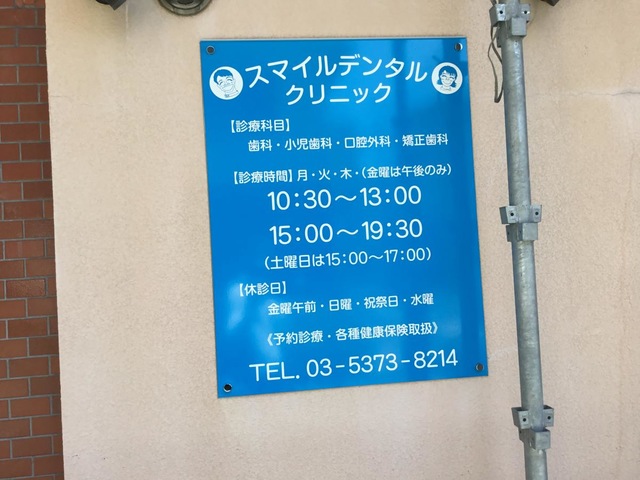 スマイルデンタル
クリニック
【診療科目】
歯科・小児歯科・口腔外科・矯正歯科
【診療時間】月・火・木・(金曜は午後のみ)
10:30～13:00
15:00～19:30
(土曜日は15:00～17:00)
【休診日】
金曜午前・日曜・祝祭日・水曜
《予約診療・各種健康保険取扱》
TEL. 03-5373-8214